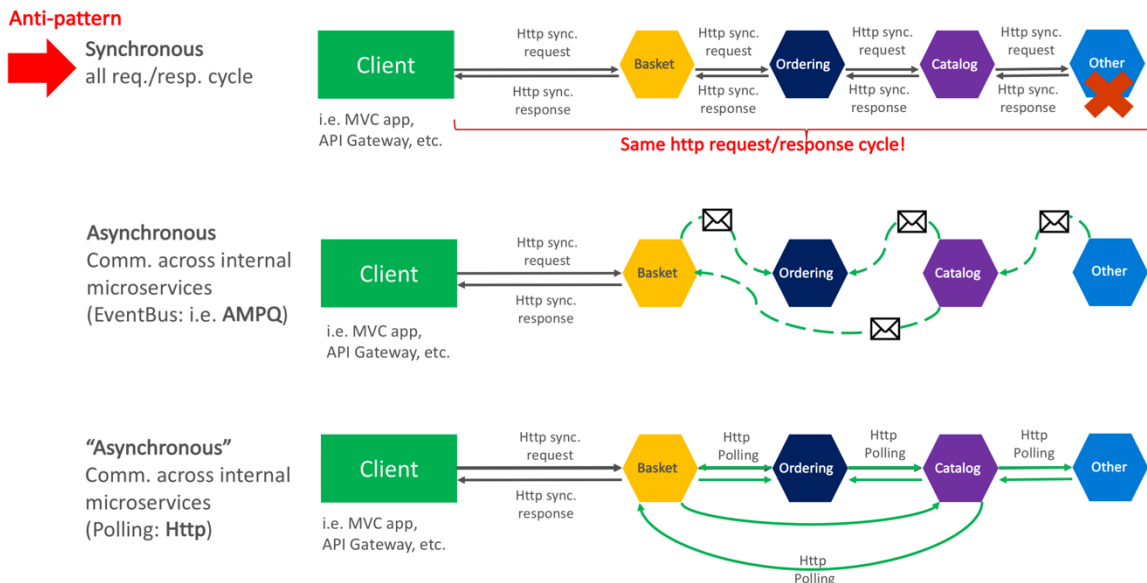 Anti-pattern
Synchronous
all req./resp. cycle
Client
i.e. MVC app,
API Gateway, etc.
Http sync.
request
Http sync.
response
Basket
Http sync.
request
Http sync.
response
Ordering
Http sync.
request
Http sync.
response
Catalog
Http sync.
request
Http sync.
response
Other
Same http request/response cycle!
Asynchronous
Comm. across internal
microservices
(EventBus: i.e. AMPQ)
Client
i.e. MVC app,
API Gateway, etc.
Http sync.
request
Http sync.
response
Basket
Ordering
Catalog
Other
“Asynchronous”
Comm. across internal
microservices
(Polling: Http)
Client
i.e. MVC app,
API Gateway, etc.
Http sync.
request
Http sync.
response
Basket
Http
Polling
Ordering
Http
Polling
Catalog
Http
Polling
Other
Http
Polling